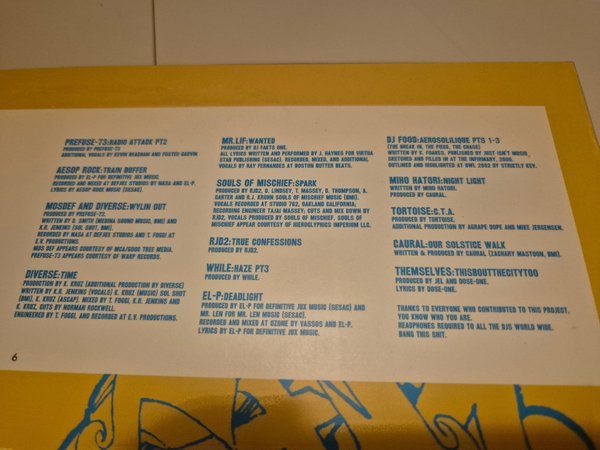 PREFUSE-73:RADIO ATTACK PT2
PRODUCED BY PREFUSE-73
ADDITIONAL VOCALS BY KEVIN BEACHAM AND FOSTER GARVIN
AESOP ROCK:TRAIN BUFFER
PRODUCED BY EL-P FOR DEFINITIVE JUX MUSIC.
RECORDED AND MIXED AT DEFJUX STUDIOS BY NASA AND EL-P.
LYRICS BY AESOP ROCK MUSIC (SESAC).
MOSDEF AND DIVERSE:WYLIN OUT
PRODUCED BY PREFUSE-73.
WRITTEN BY D. SMITH (MEDINA SOUND MUSIC, BMI) AND
K.R. JENKINS (SOL SHOT, BMI).
RECORDED AT DEFJUX STUDIOS AND T. FOGGI AT
E.V. PRODUCTIONS.
MOS DEF APPEARS COURTESY OF MCA/GOOD TREE MEDIA.
PREFUSE-73 APPEARS COURTESY OF WARP RECORDS.
DIVERSE:TIME
PRODUCTION BY K. KRUZ (ADDITIONAL PRODUCTION BY DIVERSE)
WRITTEN BY K.R. JENKINS (VOCALS) K. KRUZ (MUSIC) SOL SHOT
(BMI), K. KRUZ (ASCAP). MIXED BY T. FOGGI, K.R. JENKINS AND
K. KRUZ, CUTS BY NORMAN ROCKWELL.
ENGINEERED BY T. FOGGI, AND RECORDED AT E.V. PRODUCTIONS.
6
MR.LIF:WANTED
PRODUCED BY DJ FAKTS ONE.
ALL LYRICS WRITTEN AND PERFORMED BY J. HAYNES FOR VIRTUA
STAR PUBLISHING (SESAC). RECORDED, MIXED, AND ADDITIONAL
VOCALS BY RAY FERNANDES AT BOSTON BUTTER BEATS.
SOULS OF MISCHIEF:SPARK
PRODUCED BY RJD2. O. LINDSEY, T. MASSEY, D. THOMPSON, A.
CARTER AND R.J. KROHN SOULS OF MISCHIEF MUSIC (BMI).
VOCALS RECORDED AT STUDIO 762, OAKLAND CALIFORNIA;
RECORDING ENGINEER TAJAI MASSEY; CUTS AND MIX DOWN BY
RJD2, VOCALS PRODUCED BY SOULS OF MISCHIEF. SOULS OF
MISCHIEF APPEAR COURTESY OF HIEROGLYPHICS IMPERIUM LLC.
RJD2:TRUE CONFESSIONS
PRODUCED BY RJD2.
WHILE:HAZE PT3
PRODUCED BY WHILE.
EL-P:DEADLIGHT
PRODUCED BY EL-P FOR DEFINITIVE JUX MUSIC (SESAC) AND
MR. LEN FOR MR. LEN MUSIC (SESAC).
RECORDED AND MIXED AT OZONE BY VASSOS AND EL-P.
LYRICS BY EL-P FOR DEFINITIVE JUX MUSIC.
DJ FOOD:AEROSOLILIQUE PTS 1-3
(THE BREAK IN, THE PIECE, THE CHASE)
WRITTEN BY K. FOAKES, PUBLISHED BY JUST ISN'T MUSIC.
SKETCHED AND FILLED IN AT THE INFIRMARY, 2000.
OUTLINED AND HIGHLIGHTED AT OWL 2002 BY STRICTLY KEV.
MIHO HATORI:NIGHT LIGHT
WRITTEN BY MIHO HATORI.
PRODUCED BY CAURAL.
TORTOISE:C.T.A.
PRODUCED BY TORTOISE.
ADDITIONAL PRODUCTION BY AGRAPE DOPE AND MIKE JERGENSEN.
CAURAL:OUR SOLSTICE WALK
WRITTEN & PRODUCED BY CAURAL (ZACHARY MASTOON, BMI).
THEMSELVES:THISBOUTTHECITYTOO
PRODUCED BY JEL AND DOSE-ONE.
LYRICS BY DOSE-ONE.
THANKS TO EVERYONE WHO CONTRIBUTED TO THIS PROJECT,
YOU KNOW WHO YOU ARE.
HEADPHONES REQUIRED TO ALL THE DJS WORLD WIDE.
BANG THIS SHIT.